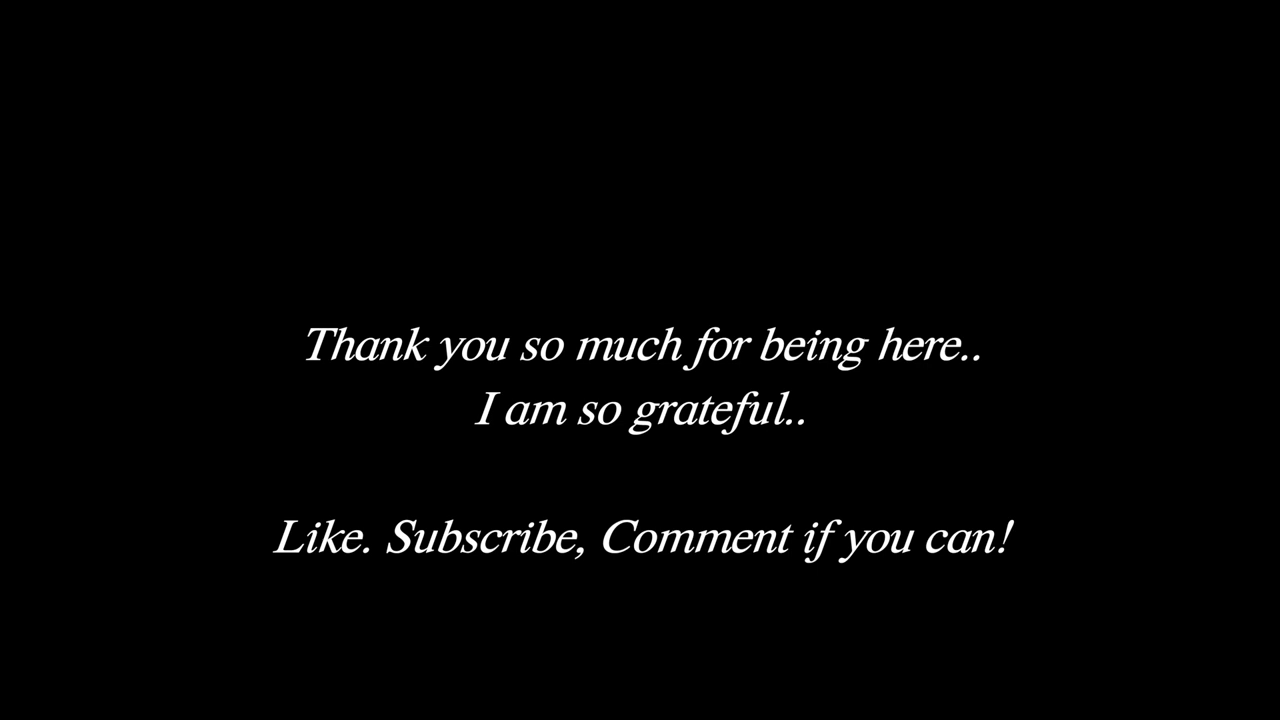 Thank you so much for being here..
I am so grateful..
Like. Subscribe, Comment if you can!